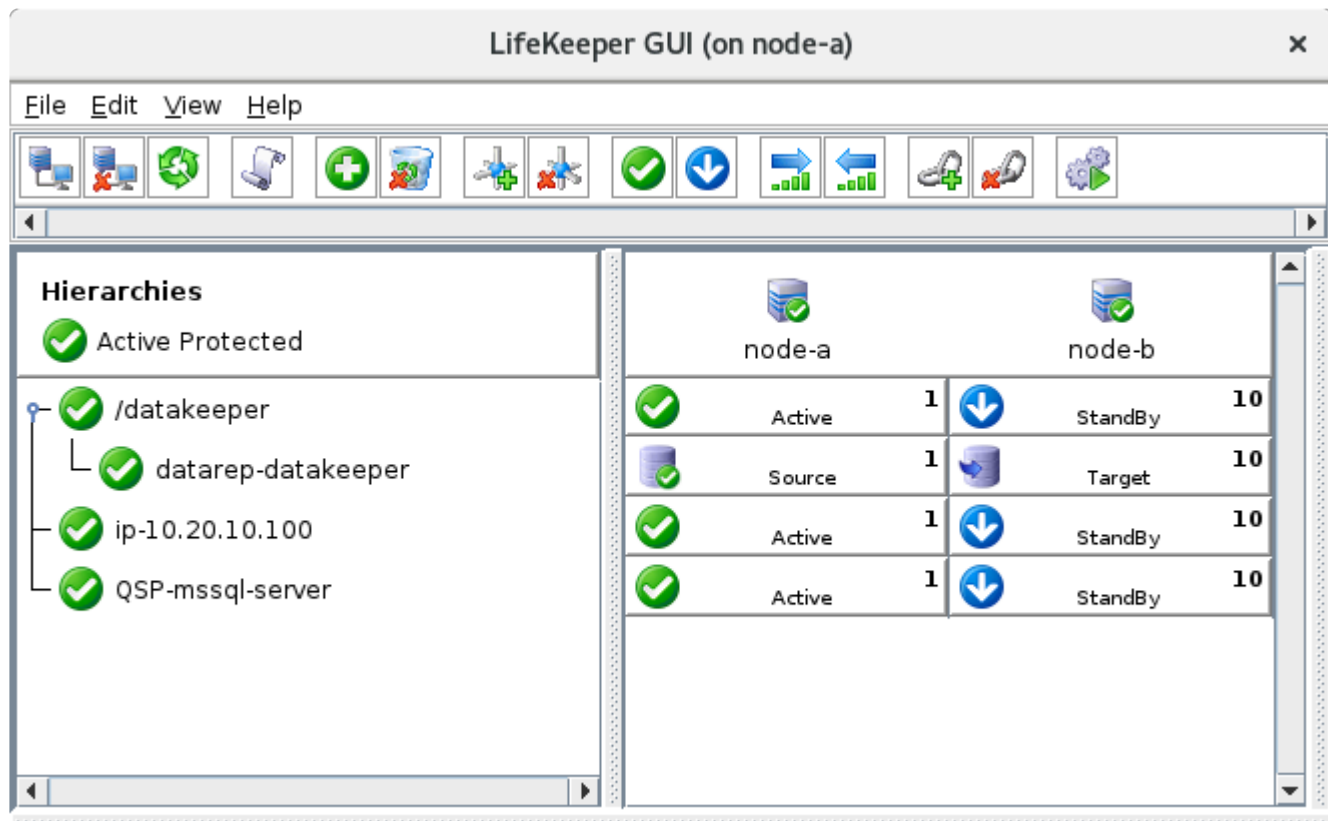 LifeKeeper GUI (on node-a)
File Edit View Help
Hierarchies
Active Protected
node-a node-b
/datakeeper Active 1 StandBy 10
datarep-datakeeper Source 1 Target 10
ip-10.20.10.100 Active 1 StandBy 10
QSP-mssql-server Active 1 StandBy 10